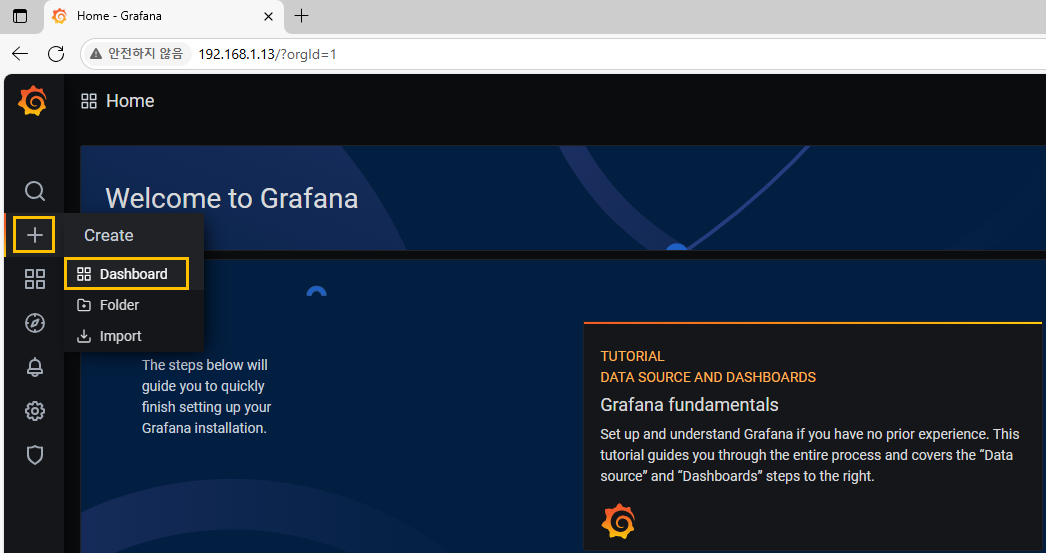 Home - Grafana
안전하지 않음 192.168.1.13/?orgId=1
Home
Welcome to Grafana
Create
Dashboard
Folder
Import
The steps below will
guide you to quickly
finish setting up your
Grafana installation.
TUTORIAL
DATA SOURCE AND DASHBOARDS
Grafana fundamentals
Set up and understand Grafana if you have no prior experience. This
tutorial guides you through the entire process and covers the “Data
source” and “Dashboards” steps to the right.